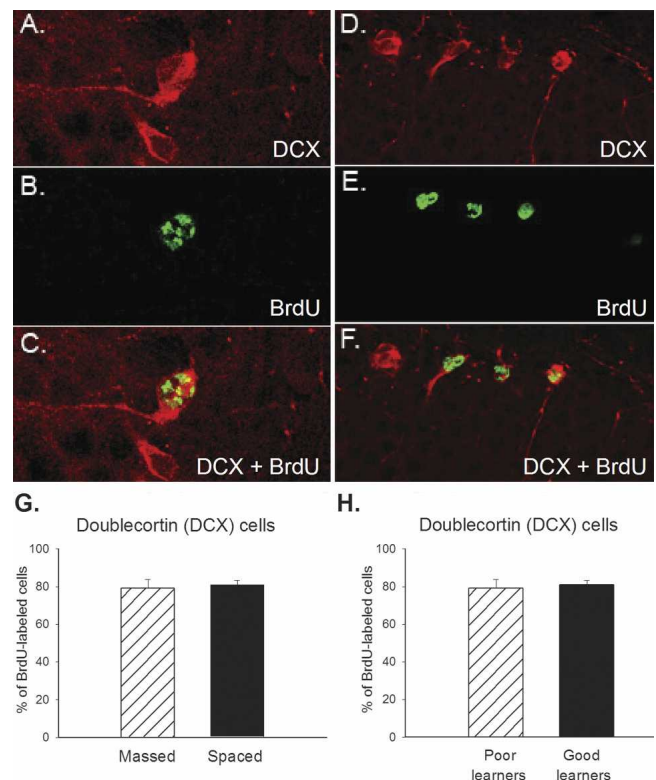 A.
DCX
B.
BrdU
C.
DCX + BrdU
D.
DCX
E.
BrdU
F.
DCX + BrdU
G.
Doublecortin (DCX) cells
% of BrdU-labeled cells
100
80
60
40
20
0
Massed Spaced
H.
Doublecortin (DCX) cells
% of BrdU-labeled cells
100
80
60
40
20
0
Poor Good
learners learners